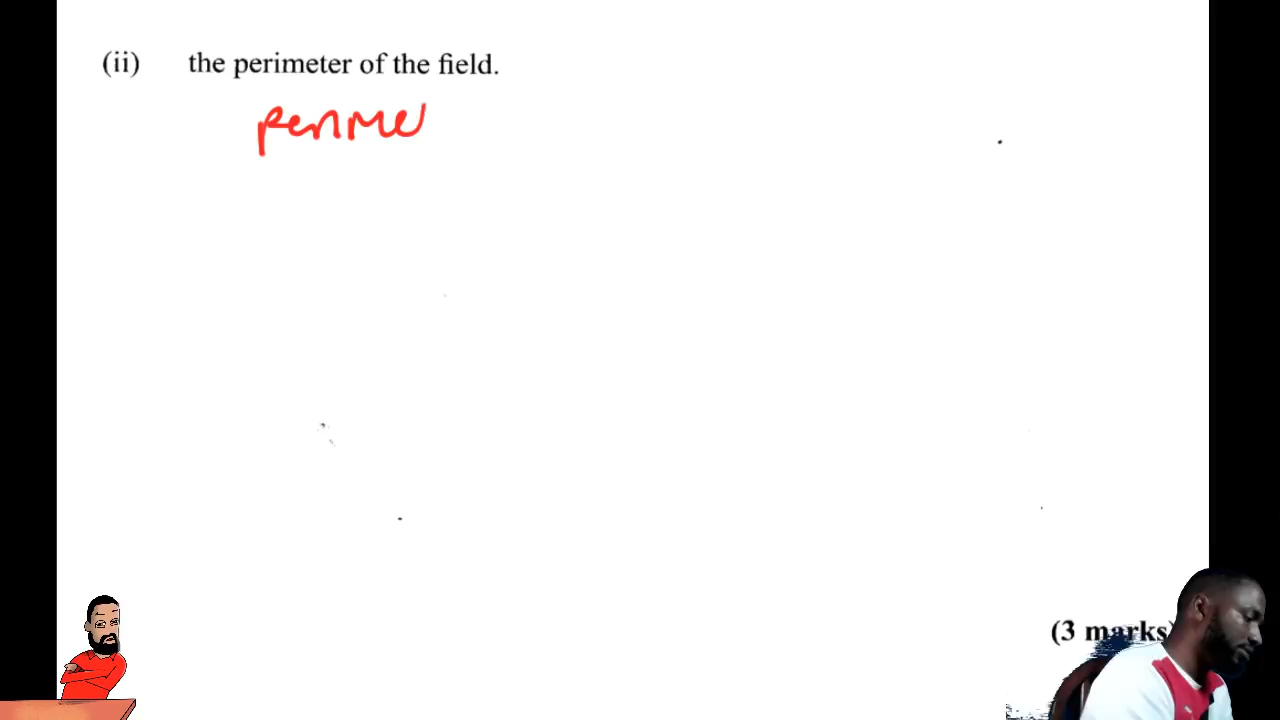 (ii) the perimeter of the field.
perime
(3 marks)